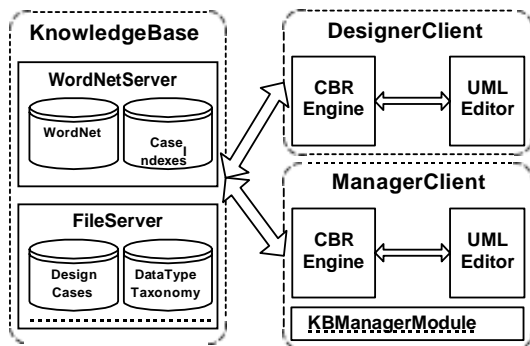 KnowledgeBase
WordNetServer
WordNet
Case I
ndexes
FileServer
Design
Cases
DataType
Taxonomy
DesignerClient
CBR
Engine
UML
Editor
ManagerClient
CBR
Engine
UML
Editor
KBManagerModule